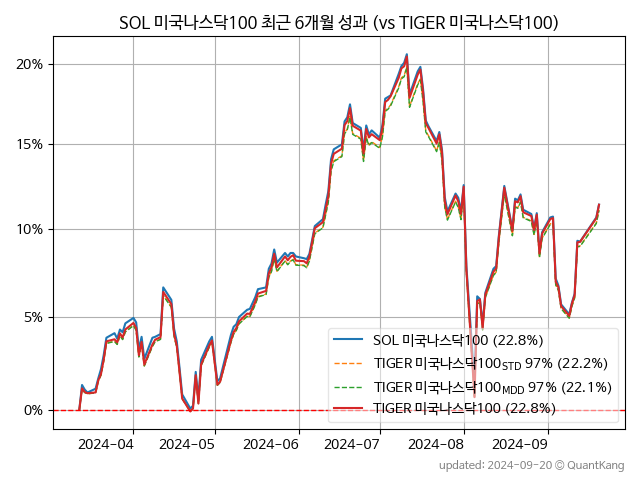 SOL 미국나스닥100 최근 6개월 성과 (vs TIGER 미국나스닥100)
20%
15%
10%
5%
0%
SOL 미국나스닥100 (22.8%)
TIGER 미국나스닥100STD 97% (22.2%)
TIGER 미국나스닥100MDD 97% (22.1%)
TIGER 미국나스닥100 (22.8%)
2024-04 2024-05 2024-06 2024-07 2024-08 2024-09
updated: 2024-09-20 © QuantKang